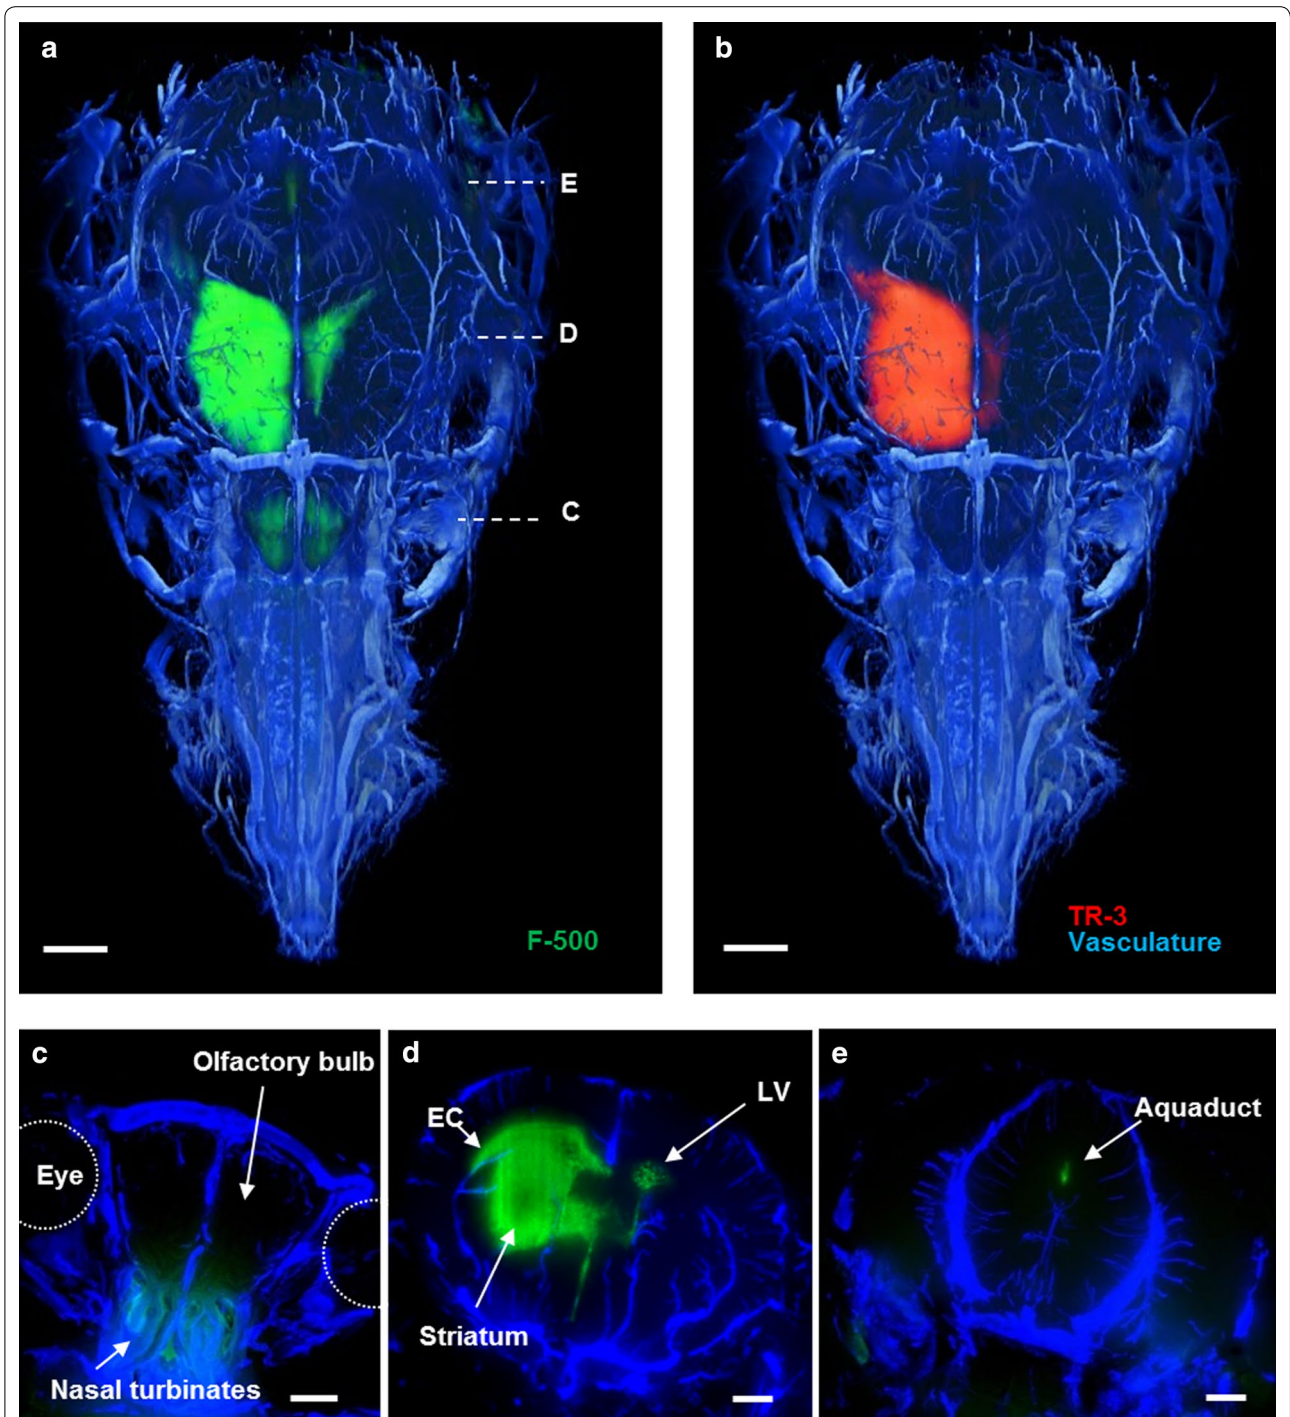 a
E
D
C
F-500
b
TR-3
Vasculature
c
Olfactory bulb
Eye
Nasal turbinates
d
EC
LV
Striatum
e
Aquaduct